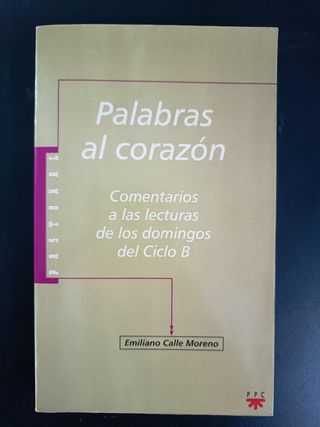 Palabras
al corazón
Comentarios
a las lecturas
de los domingos
del Ciclo B
PASTORAL
Emiliano Calle Moreno
PPC